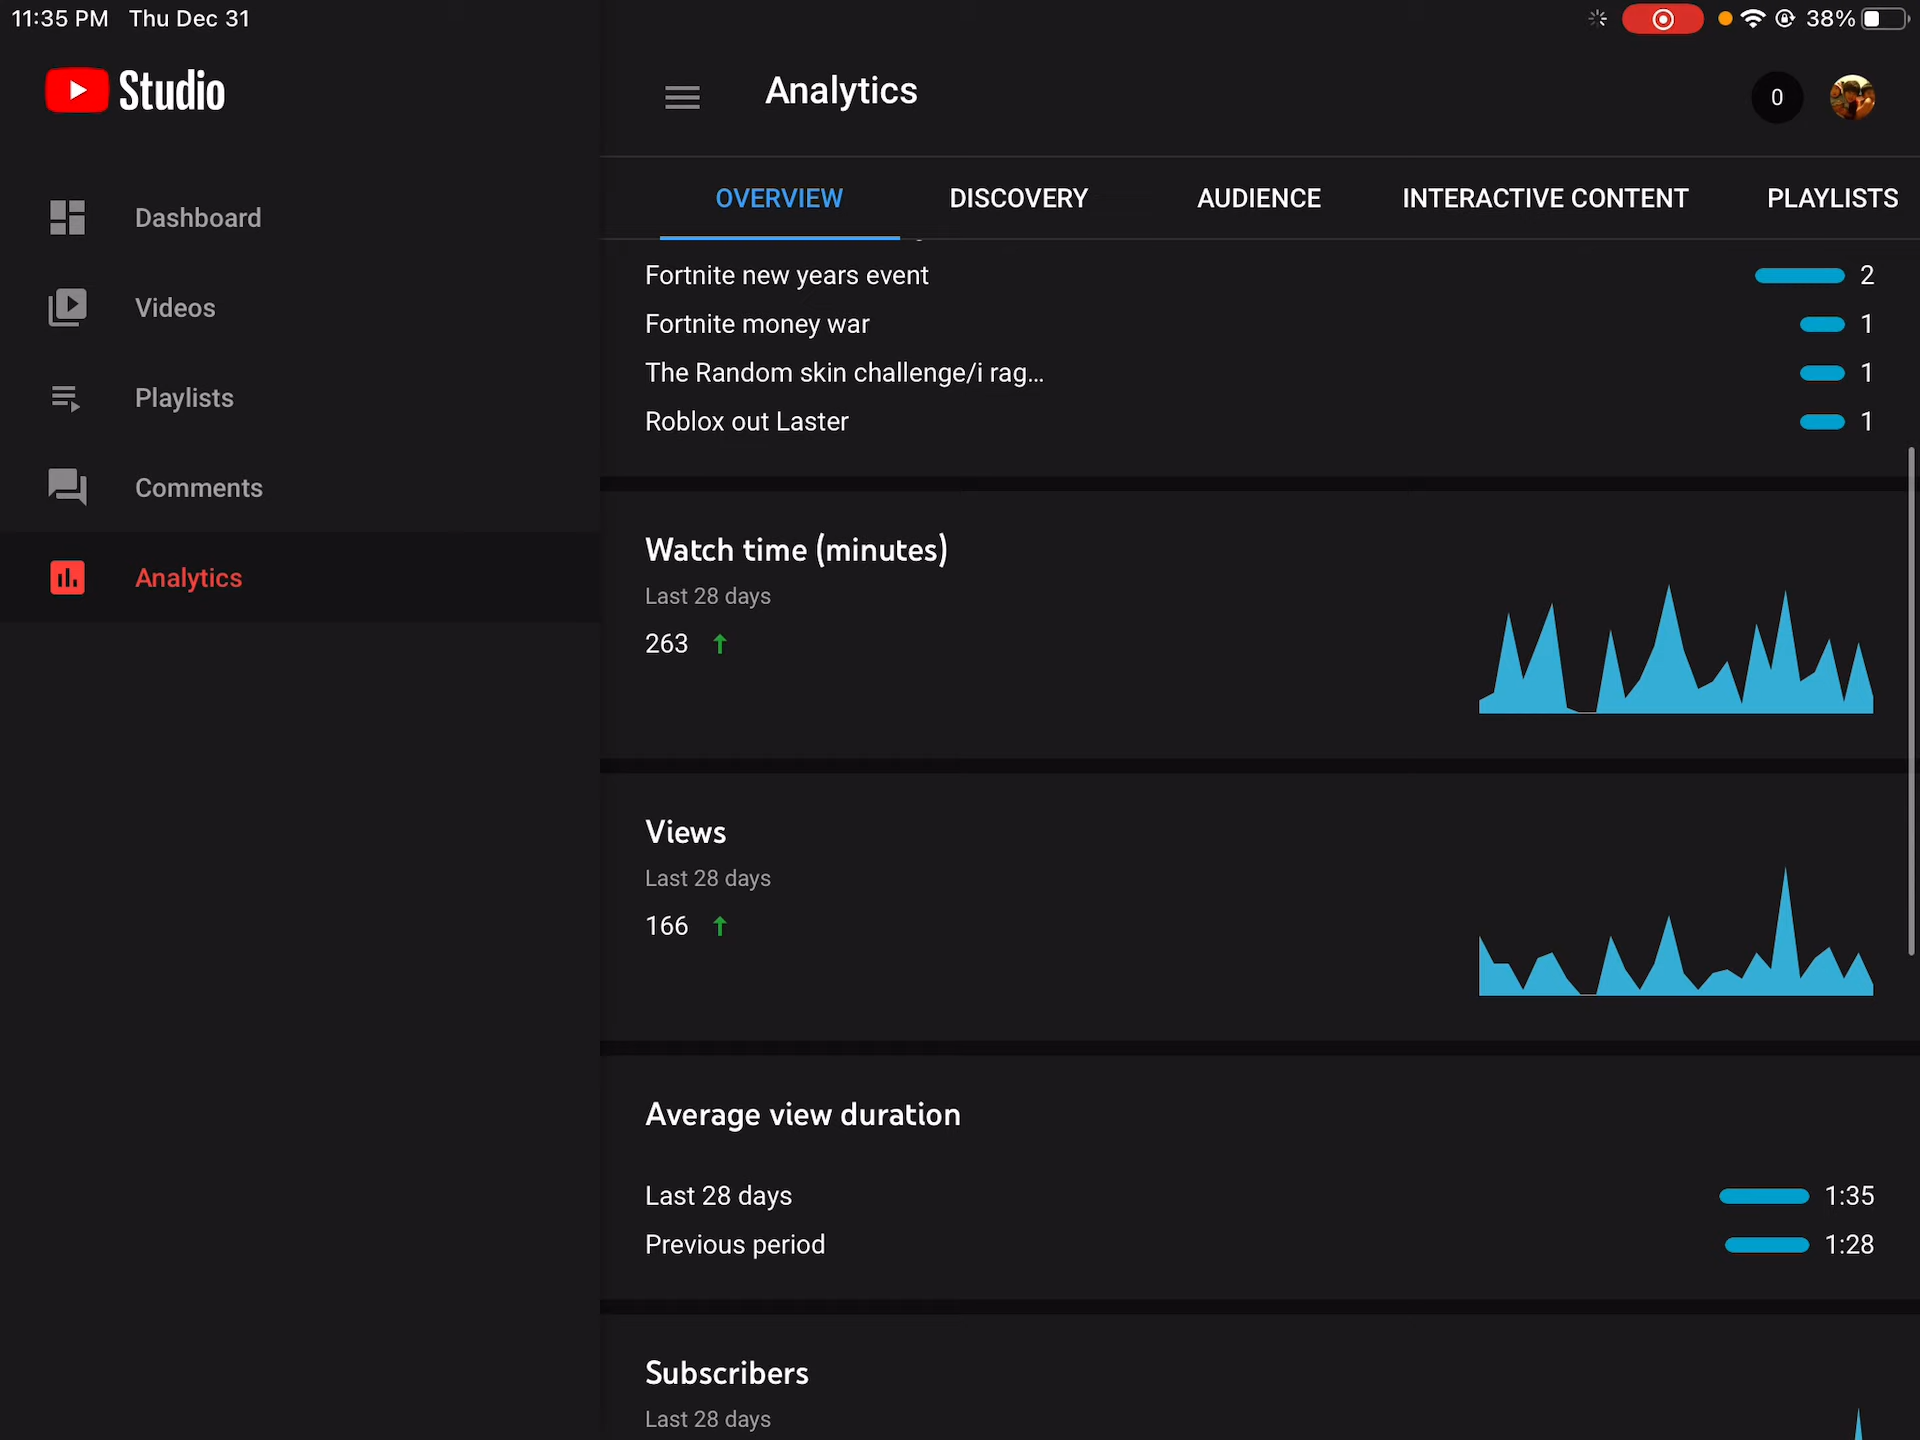 11:35 PM Thu Dec 31
38%
Studio
Analytics
0
Dashboard
Videos
Playlists
Comments
Analytics
OVERVIEW
DISCOVERY
AUDIENCE
INTERACTIVE CONTENT
PLAYLISTS
Fortnite new years event 2
Fortnite money war 1
The Random skin challenge/i rag... 1
Roblox out Laster 1
Watch time (minutes)
Last 28 days
263
Views
Last 28 days
166
Average view duration
Last 28 days 1:35
Previous period 1:28
Subscribers
Last 28 days